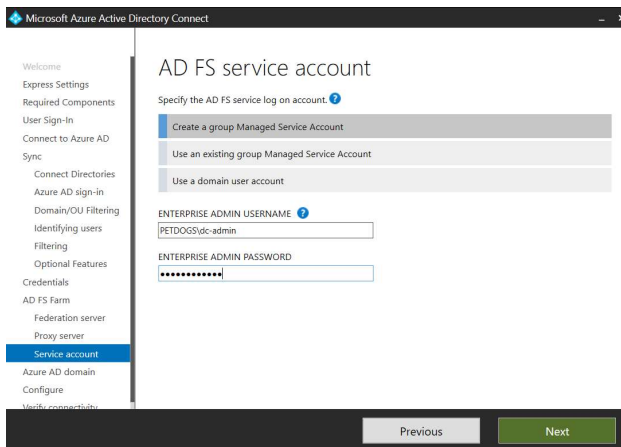 Microsoft Azure Active Directory Connect
Welcome
Express Settings
Required Components
User Sign-In
Connect to Azure AD
Sync
Connect Directories
Azure AD sign-in
Domain/OU Filtering
Identifying users
Filtering
Optional Features
Credentials
AD FS Farm
Federation server
Proxy server
Service account
Azure AD domain
Configure
Verify connectivity
AD FS service account
Specify the AD FS service log on account. ?
Create a group Managed Service Account
Use an existing group Managed Service Account
Use a domain user account
ENTERPRISE ADMIN USERNAME ?
PETDOGS\dc-admin
ENTERPRISE ADMIN PASSWORD
●●●●●●●●●●●●
Previous
Next